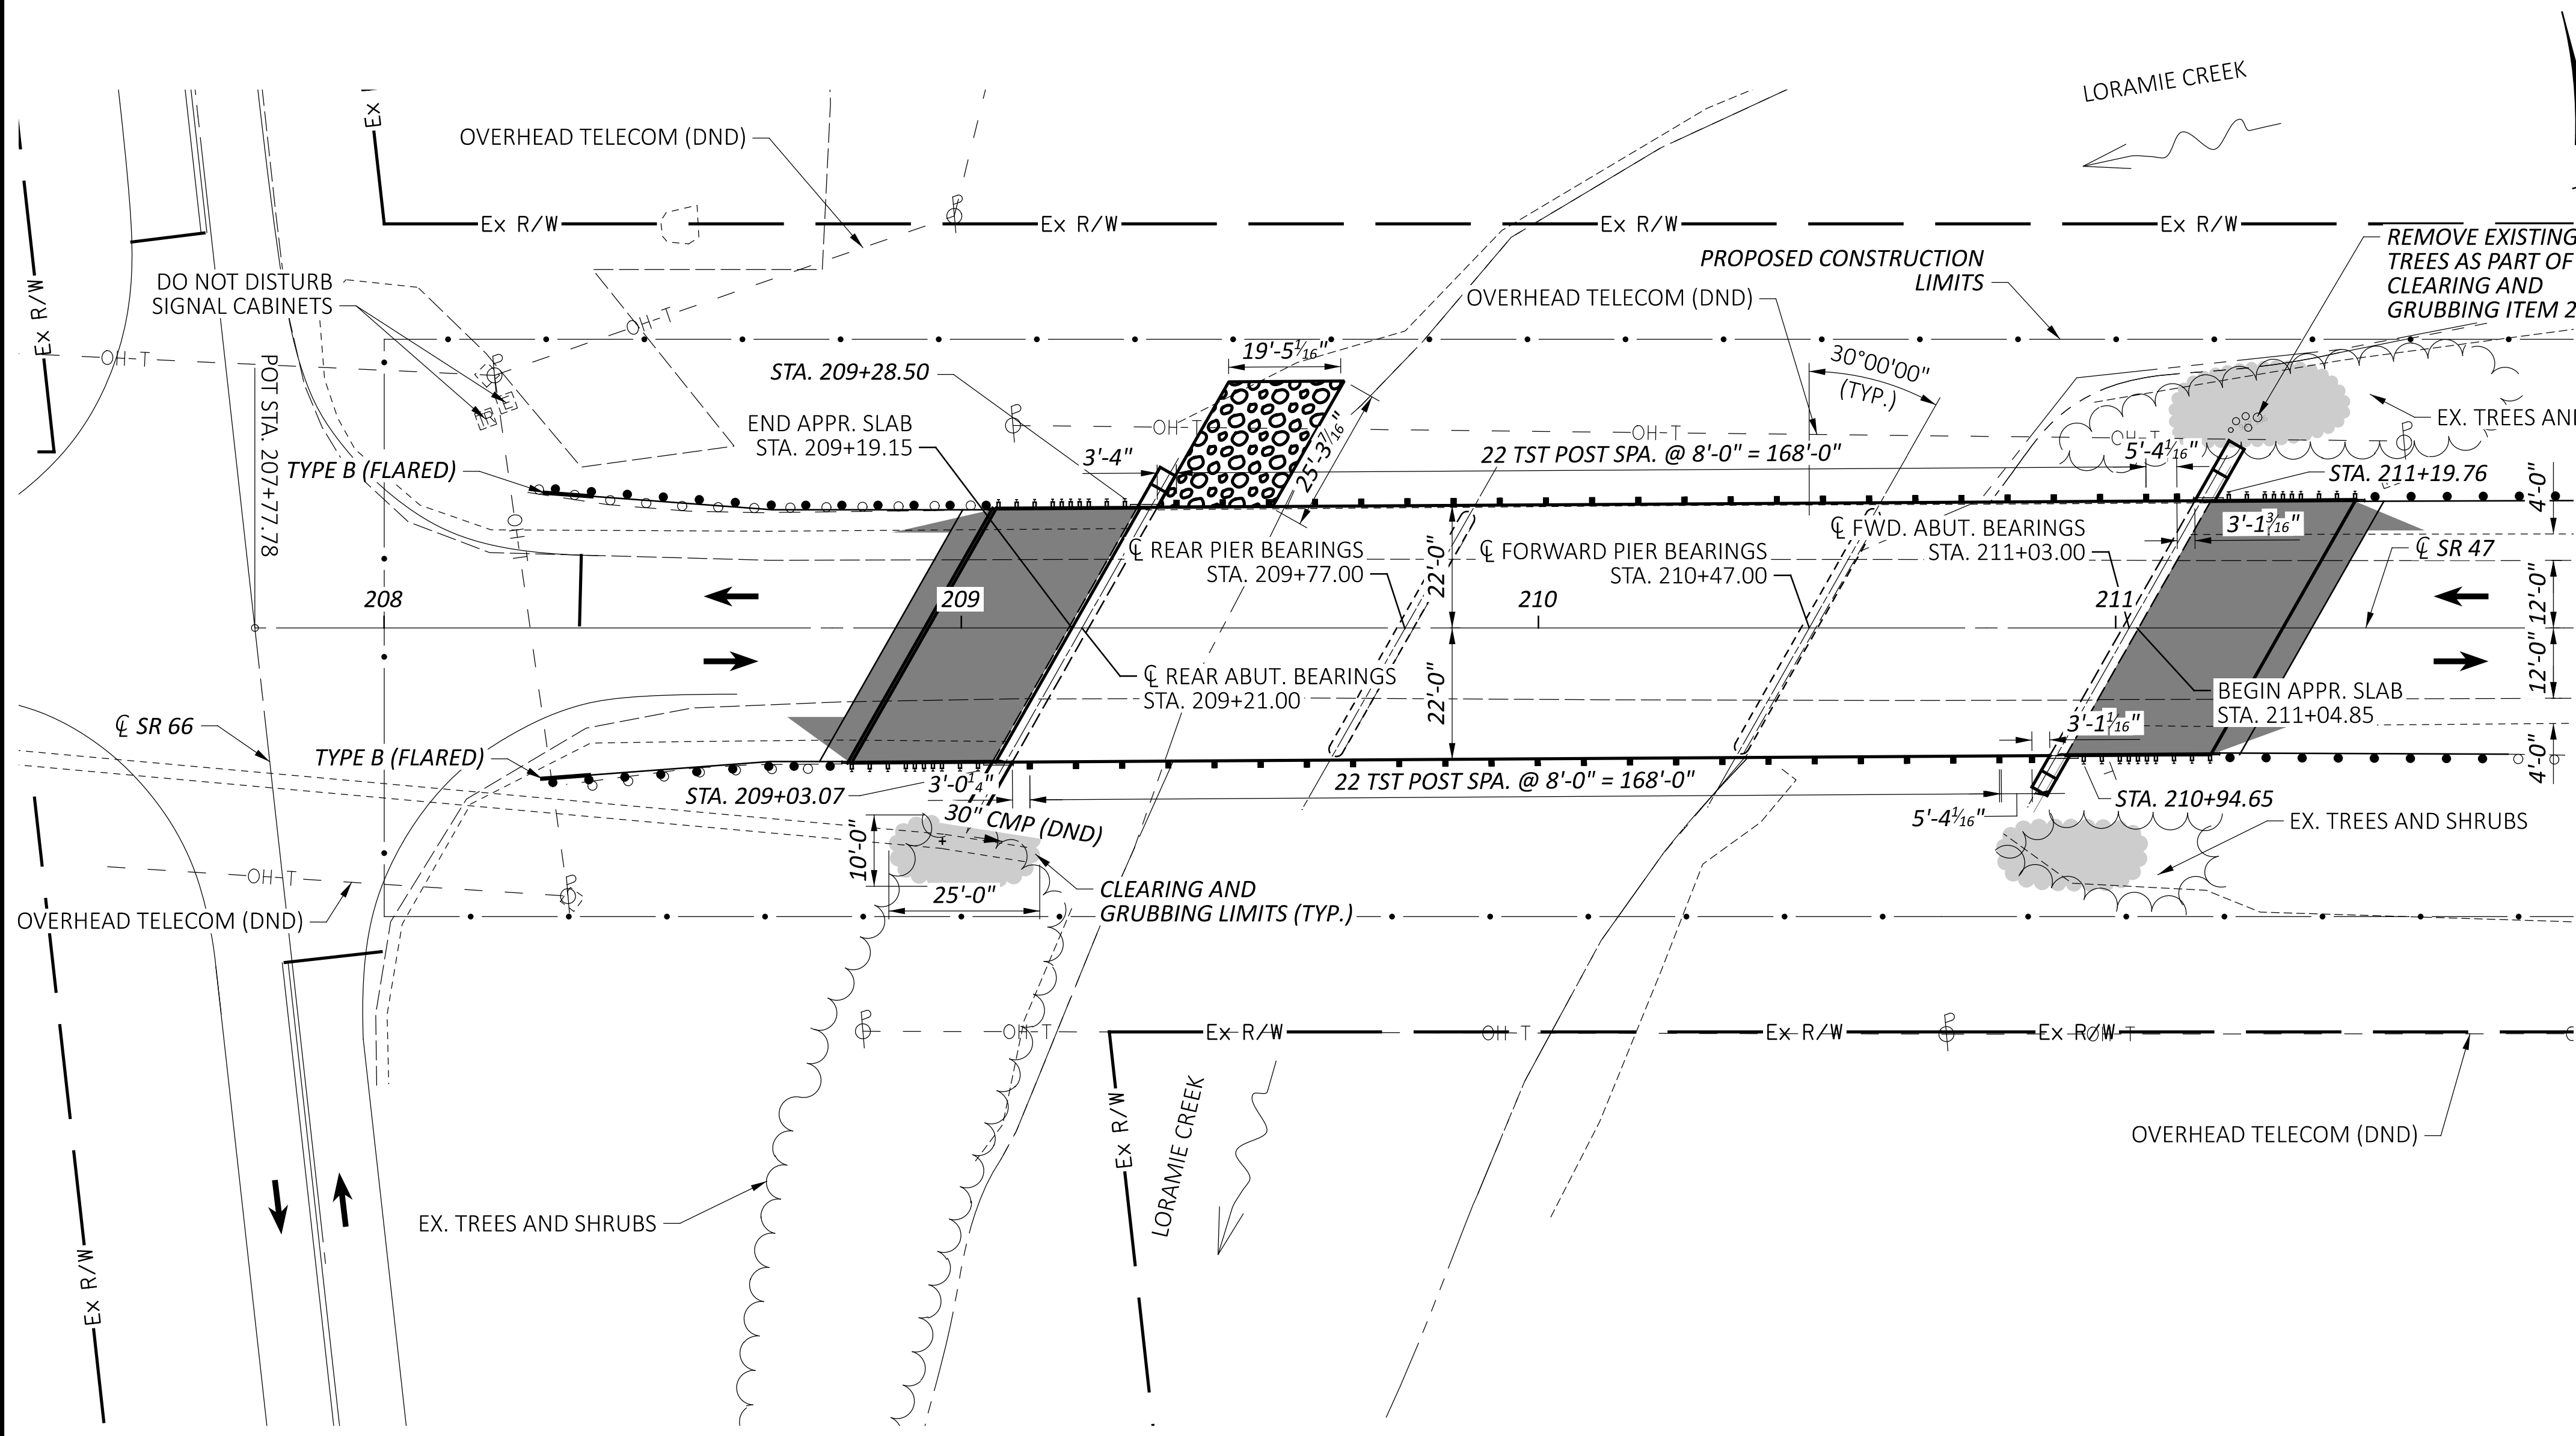 LORAMIE CREEK
Ex
OVERHEAD TELECOM (DND)
Ex R/W
Ex R/W
Ex R/W
Ex R/W
Ex R/W
DO NOT DISTURB
SIGNAL CABINETS
PROPOSED CONSTRUCTION
LIMITS
OVERHEAD TELECOM (DND)
REMOVE EXISTING
TREES AS PART OF
CLEARING AND
GRUBBING ITEM 2
OH-T
OH-T
POT STA. 207+77.78
STA. 209+28.50
19'-5 1/16"
30°00'00"
(TYP.)
END APPR. SLAB
STA. 209+19.15
OH-T
25'-3 7/16"
OH-T
OH-T
EX. TREES AN
TYPE B (FLARED)
3'-4"
22 TST POST SPA. @ 8'-0" = 168'-0"
5'-4 1/16"
STA. 211+19.76
4'-0"
OH-T
℄ REAR PIER BEARINGS
STA. 209+77.00
22'-0"
℄ FORWARD PIER BEARINGS
STA. 210+47.00
℄ FWD. ABUT. BEARINGS
STA. 211+03.00
3'-1 3/16"
℄ SR 47
208
209
210
211
12'-0"
12'-0"
℄ REAR ABUT. BEARINGS
STA. 209+21.00
22'-0"
BEGIN APPR. SLAB
STA. 211+04.85
℄ SR 66
TYPE B (FLARED)
3'-1 1/16"
4'-0"
STA. 209+03.07
3'-0 1/4"
22 TST POST SPA. @ 8'-0" = 168'-0"
STA. 210+94.65
5'-4 1/16"
30" CMP (DND)
10'-0"
25'-0"
EX. TREES AND SHRUBS
OH-T
OVERHEAD TELECOM (DND)
CLEARING AND
GRUBBING LIMITS (TYP.)
OH-T
Ex R/W
OH-T
Ex R/W
Ex R/W
OH-T
Ex R/W
LORAMIE CREEK
OVERHEAD TELECOM (DND)
EX. TREES AND SHRUBS
Ex R/W